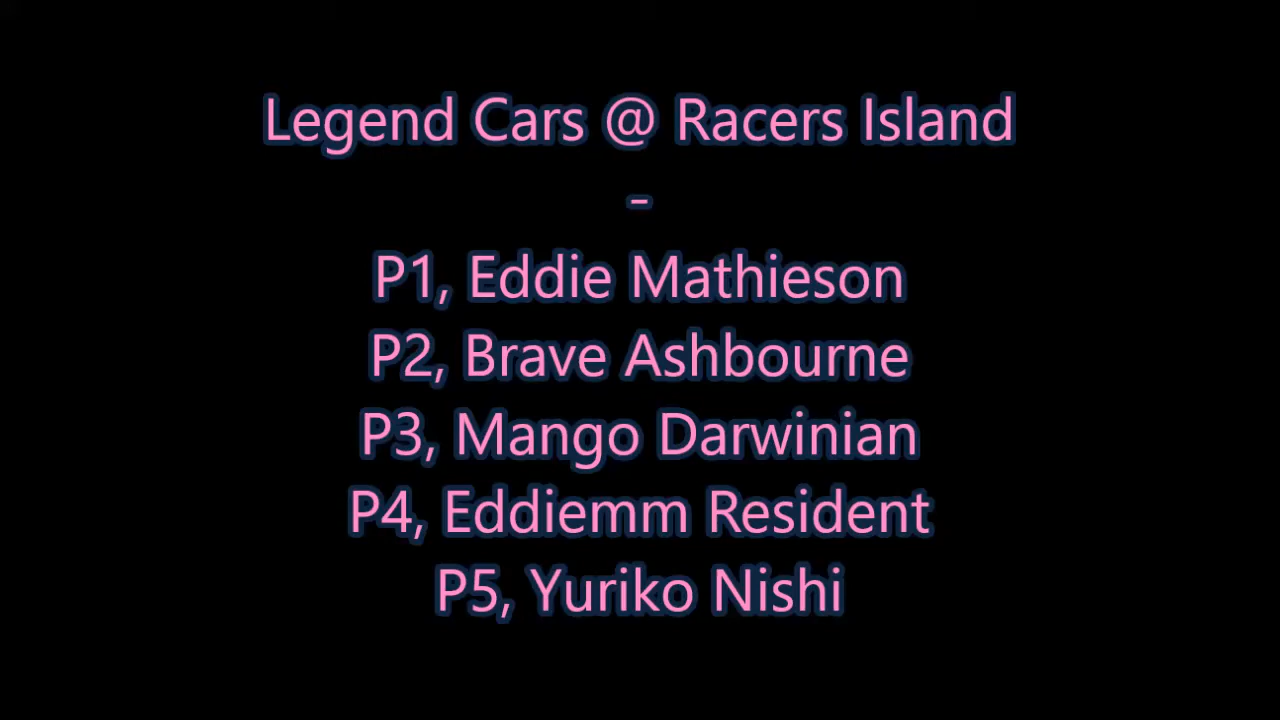 Legend Cars @ Racers Island
-
P1, Eddie Mathieson
P2, Brave Ashbourne
P3, Mango Darwinian
P4, Eddiemm Resident
P5, Yuriko Nishi